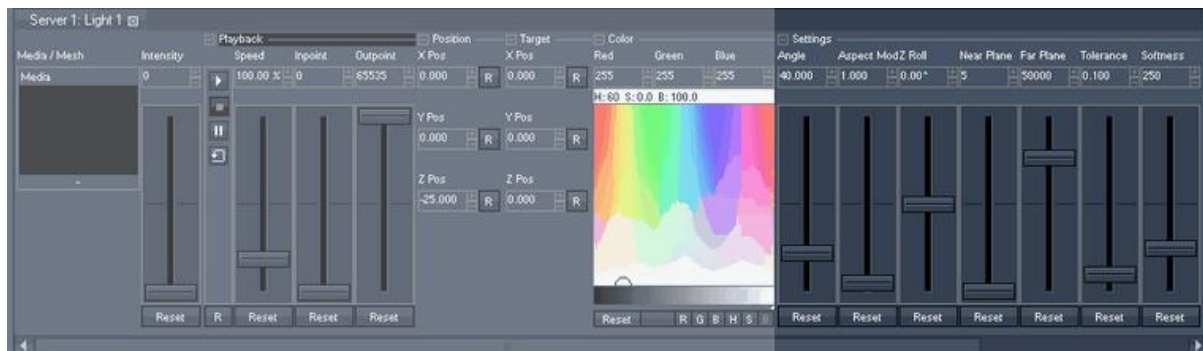 Server 1: Light 1
Playback Position Target Color Settings
Media / Mesh Intensity Speed Inpoint Outpoint X Pos X Pos Red Green Blue Angle Aspect Mod Z Roll Near Plane Far Plane Tolerance Softness
Media 0 100.00 % 0 65535 0.000 R 0.000 R 255 255 255 40.000 1.000 0.00° 5 50000 0.100 250
H: 60 S: 0.0 B: 100.0
Y Pos Y Pos
0.000 R 0.000 R
Z Pos Z Pos
-25.000 R 0.000 R
Reset R Reset Reset Reset Reset R G B H S Reset Reset Reset Reset Reset Reset Reset